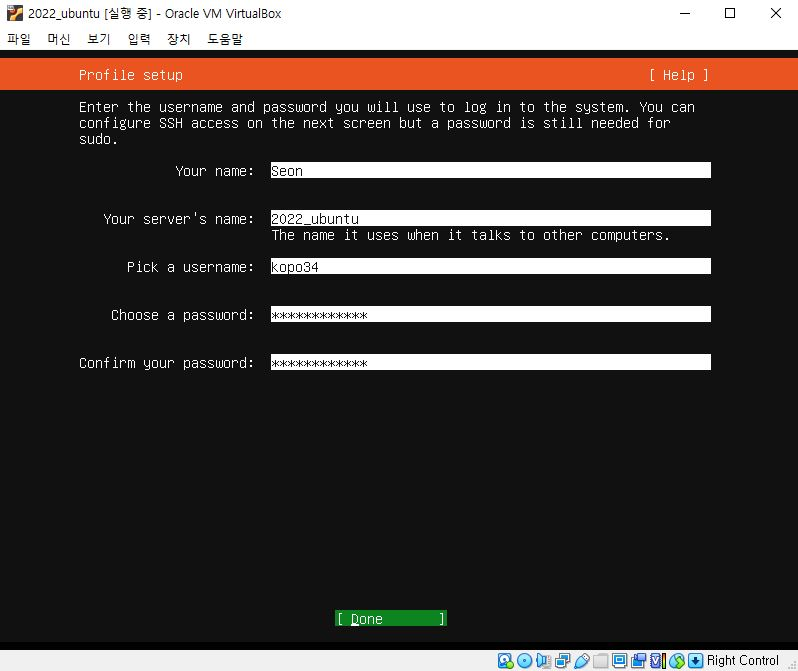 2022_ubuntu [실행 중] - Oracle VM VirtualBox
파일 머신 보기 입력 장치 도움말
Profile setup [ Help ]
Enter the username and password you will use to log in to the system. You can
configure SSH access on the next screen but a password is still needed for
sudo.
Your name: Seon
Your server's name: 2022_ubuntu
The name it uses when it talks to other computers.
Pick a username: kopo34
Choose a password: ************
Confirm your password: ************
[ Done ]
Right Control